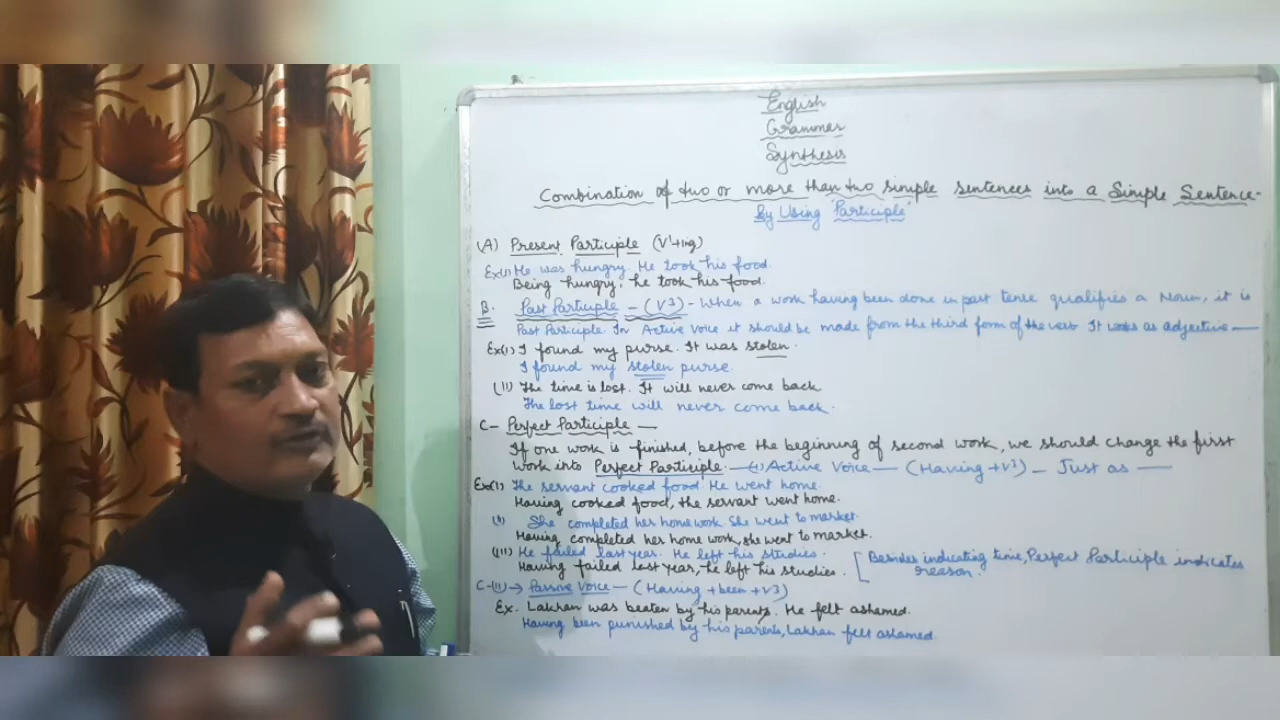 English
Grammer
Synthesis
Combination of two or more than two simple sentences into a Simple Sentence-
By Using 'Participle'
(A) Present Participle (V'+ing)
Ex(i) He was hungry. He took his food.
Being hungry, he took his food.
B. Past Participle - (V3) - When a work having been done in past tense qualifies a Noun, it is
Past Participle. In Active Voice it should be made from the third form of the verb It works as adjective —
Ex(i) I found my purse. It was stolen.
I found my stolen purse.
(ii) The time is lost. It will never come back
The lost time will never come back.
C- Perfect Participle —
If one work is finished, before the beginning of second work, we should change the first
work into Perfect Participle. — (i) Active Voice — (Having+V3) — Just as —
Ex(i) The servant cooked food. He went home.
Having cooked food, the servant went home.
(ii) She completed her home work. She went to market.
Having completed her home work, she went to market.
(iii) He failed last year. He left his studies.
Having failed last year, he left his studies. [ Besides indicating time, Perfect Participle indicates
reason.
C-(ii) → Passive Voice — (Having +been +V3)
Ex. Lakhan was beaten by his parents. He felt ashamed.
Having been punished by his parents, Lakhan felt ashamed.